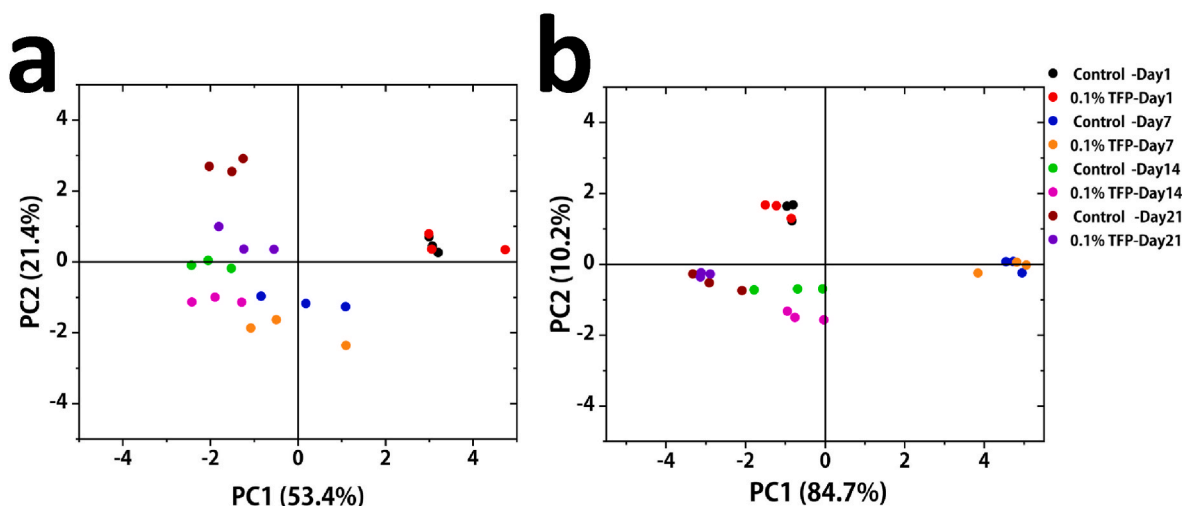 a
4
2
0
-2
-4
PC2 (21.4%)
-4
-2
0
2
4
PC1 (53.4%)
b
4
2
0
-2
-4
PC2 (10.2%)
-4
-2
0
2
4
PC1 (84.7%)
Control -Day1
0.1% TFP-Day1
Control -Day7
0.1% TFP-Day7
Control -Day14
0.1% TFP-Day14
Control -Day21
0.1% TFP-Day21